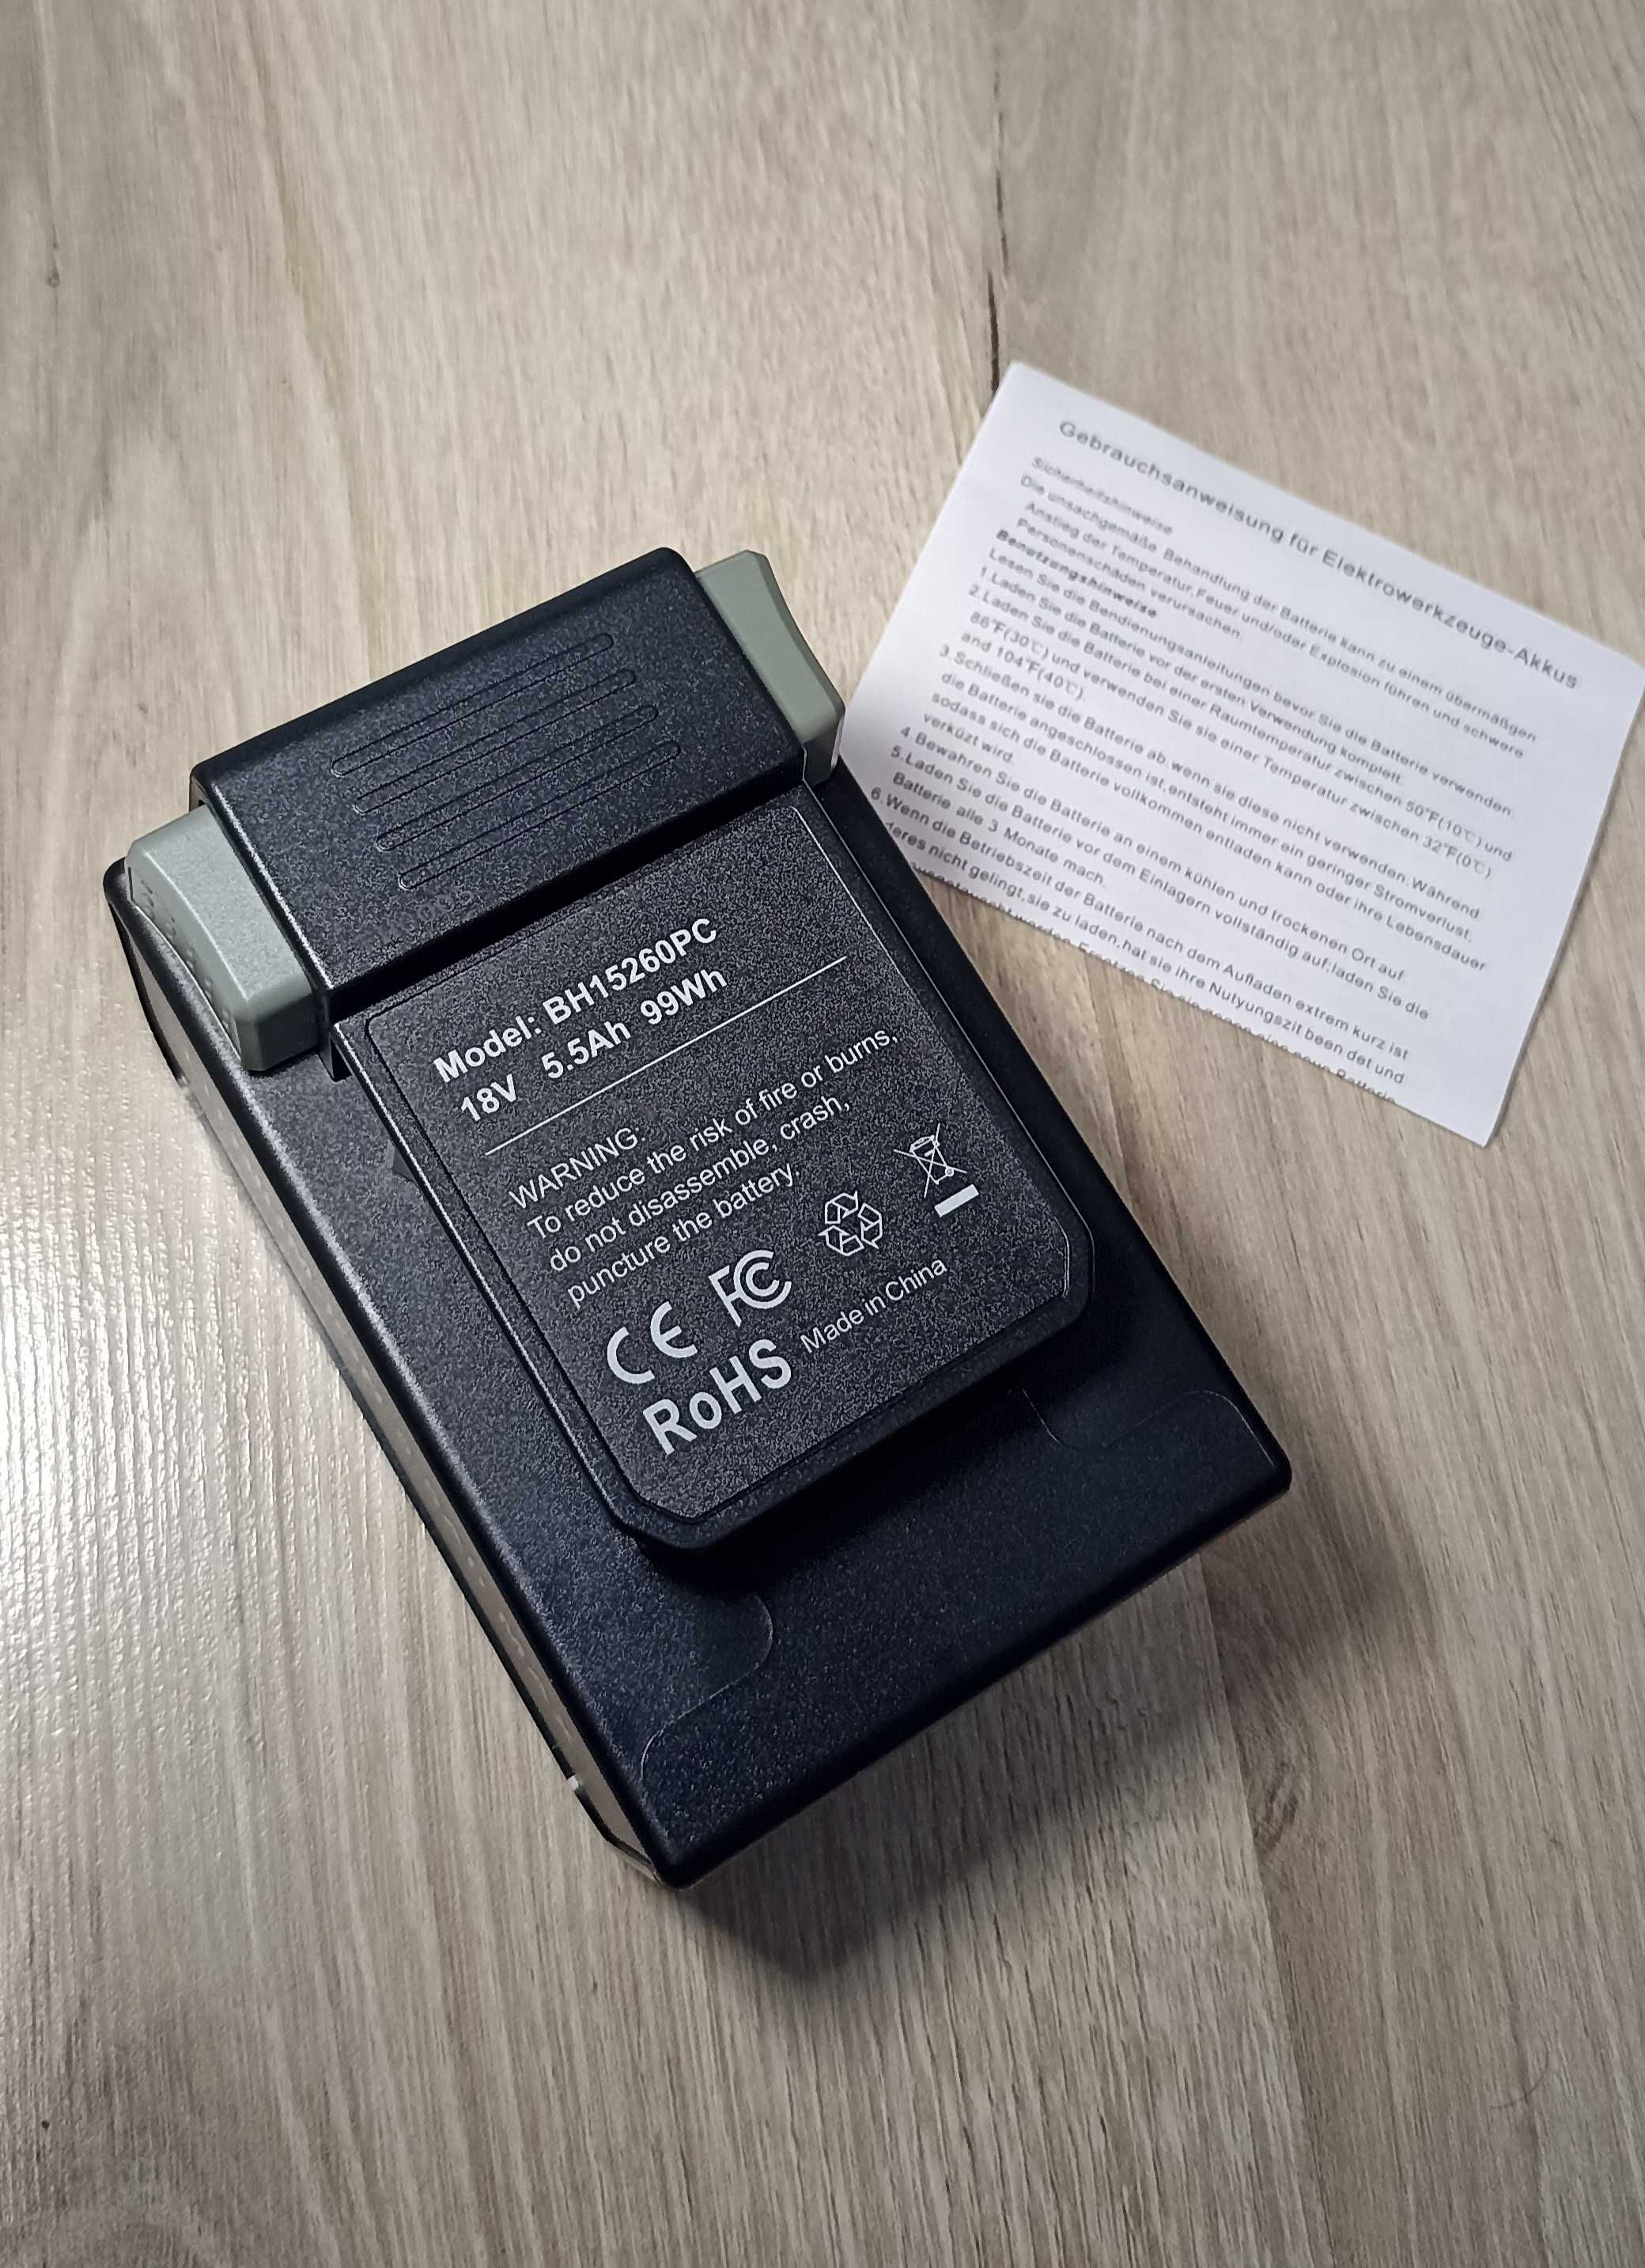 Gebrauchsanweisung für Elektrowerkzeuge-Akkus
Sicherheitshinweise
Die unsachgemäße Behandlung der Batterie kann zu einem übermäßigen
Anstieg der Temperatur,Feuer und/oder Explosion führen und schwere
Personenschäden verursachen.
Benutzungshinweise
Lesen Sie die Bendienungsanleitungen bevor Sie die Batterie verwenden.
1.Laden Sie die Batterie vor der ersten Verwendung komplett.
2.Laden Sie die Batterie bei einer Raumtemperatur zwischen 50℉(10℃) und
86℉(30℃) und verwenden Sie sie einer Temperatur zwischen 32℉(0℃)
and 104℉(40℃)
3.Schließen sie die Batterie ab,wenn sie diese nicht verwenden.Während
die Batterie angeschlossen ist,entsteht immer ein geringer Stromverlust,
sodass sich die Batterie vollkommen entladen kann oder ihre Lebensdauer
verküzt wird.
4.Bewahren Sie die Batterie an einem kühlen und trockenen Ort auf.
5.Laden Sie die Batterie vor dem Einlagern vollständig auf;laden Sie die
Batterie alle 3 Monate mach.
6.Wenn die Betriebszeit der Batterie nach dem Aufladen extrem kurz ist
deres nicht gelingt,sie zu laden,hat sie ihre Nutyungszit been det und
Model: BH15260PC
18V 5.5Ah 99Wh
WARNING:
To reduce the risk of fire or burns,
do not disassemble, crash,
puncture the battery.
CE FC
RoHS Made in China